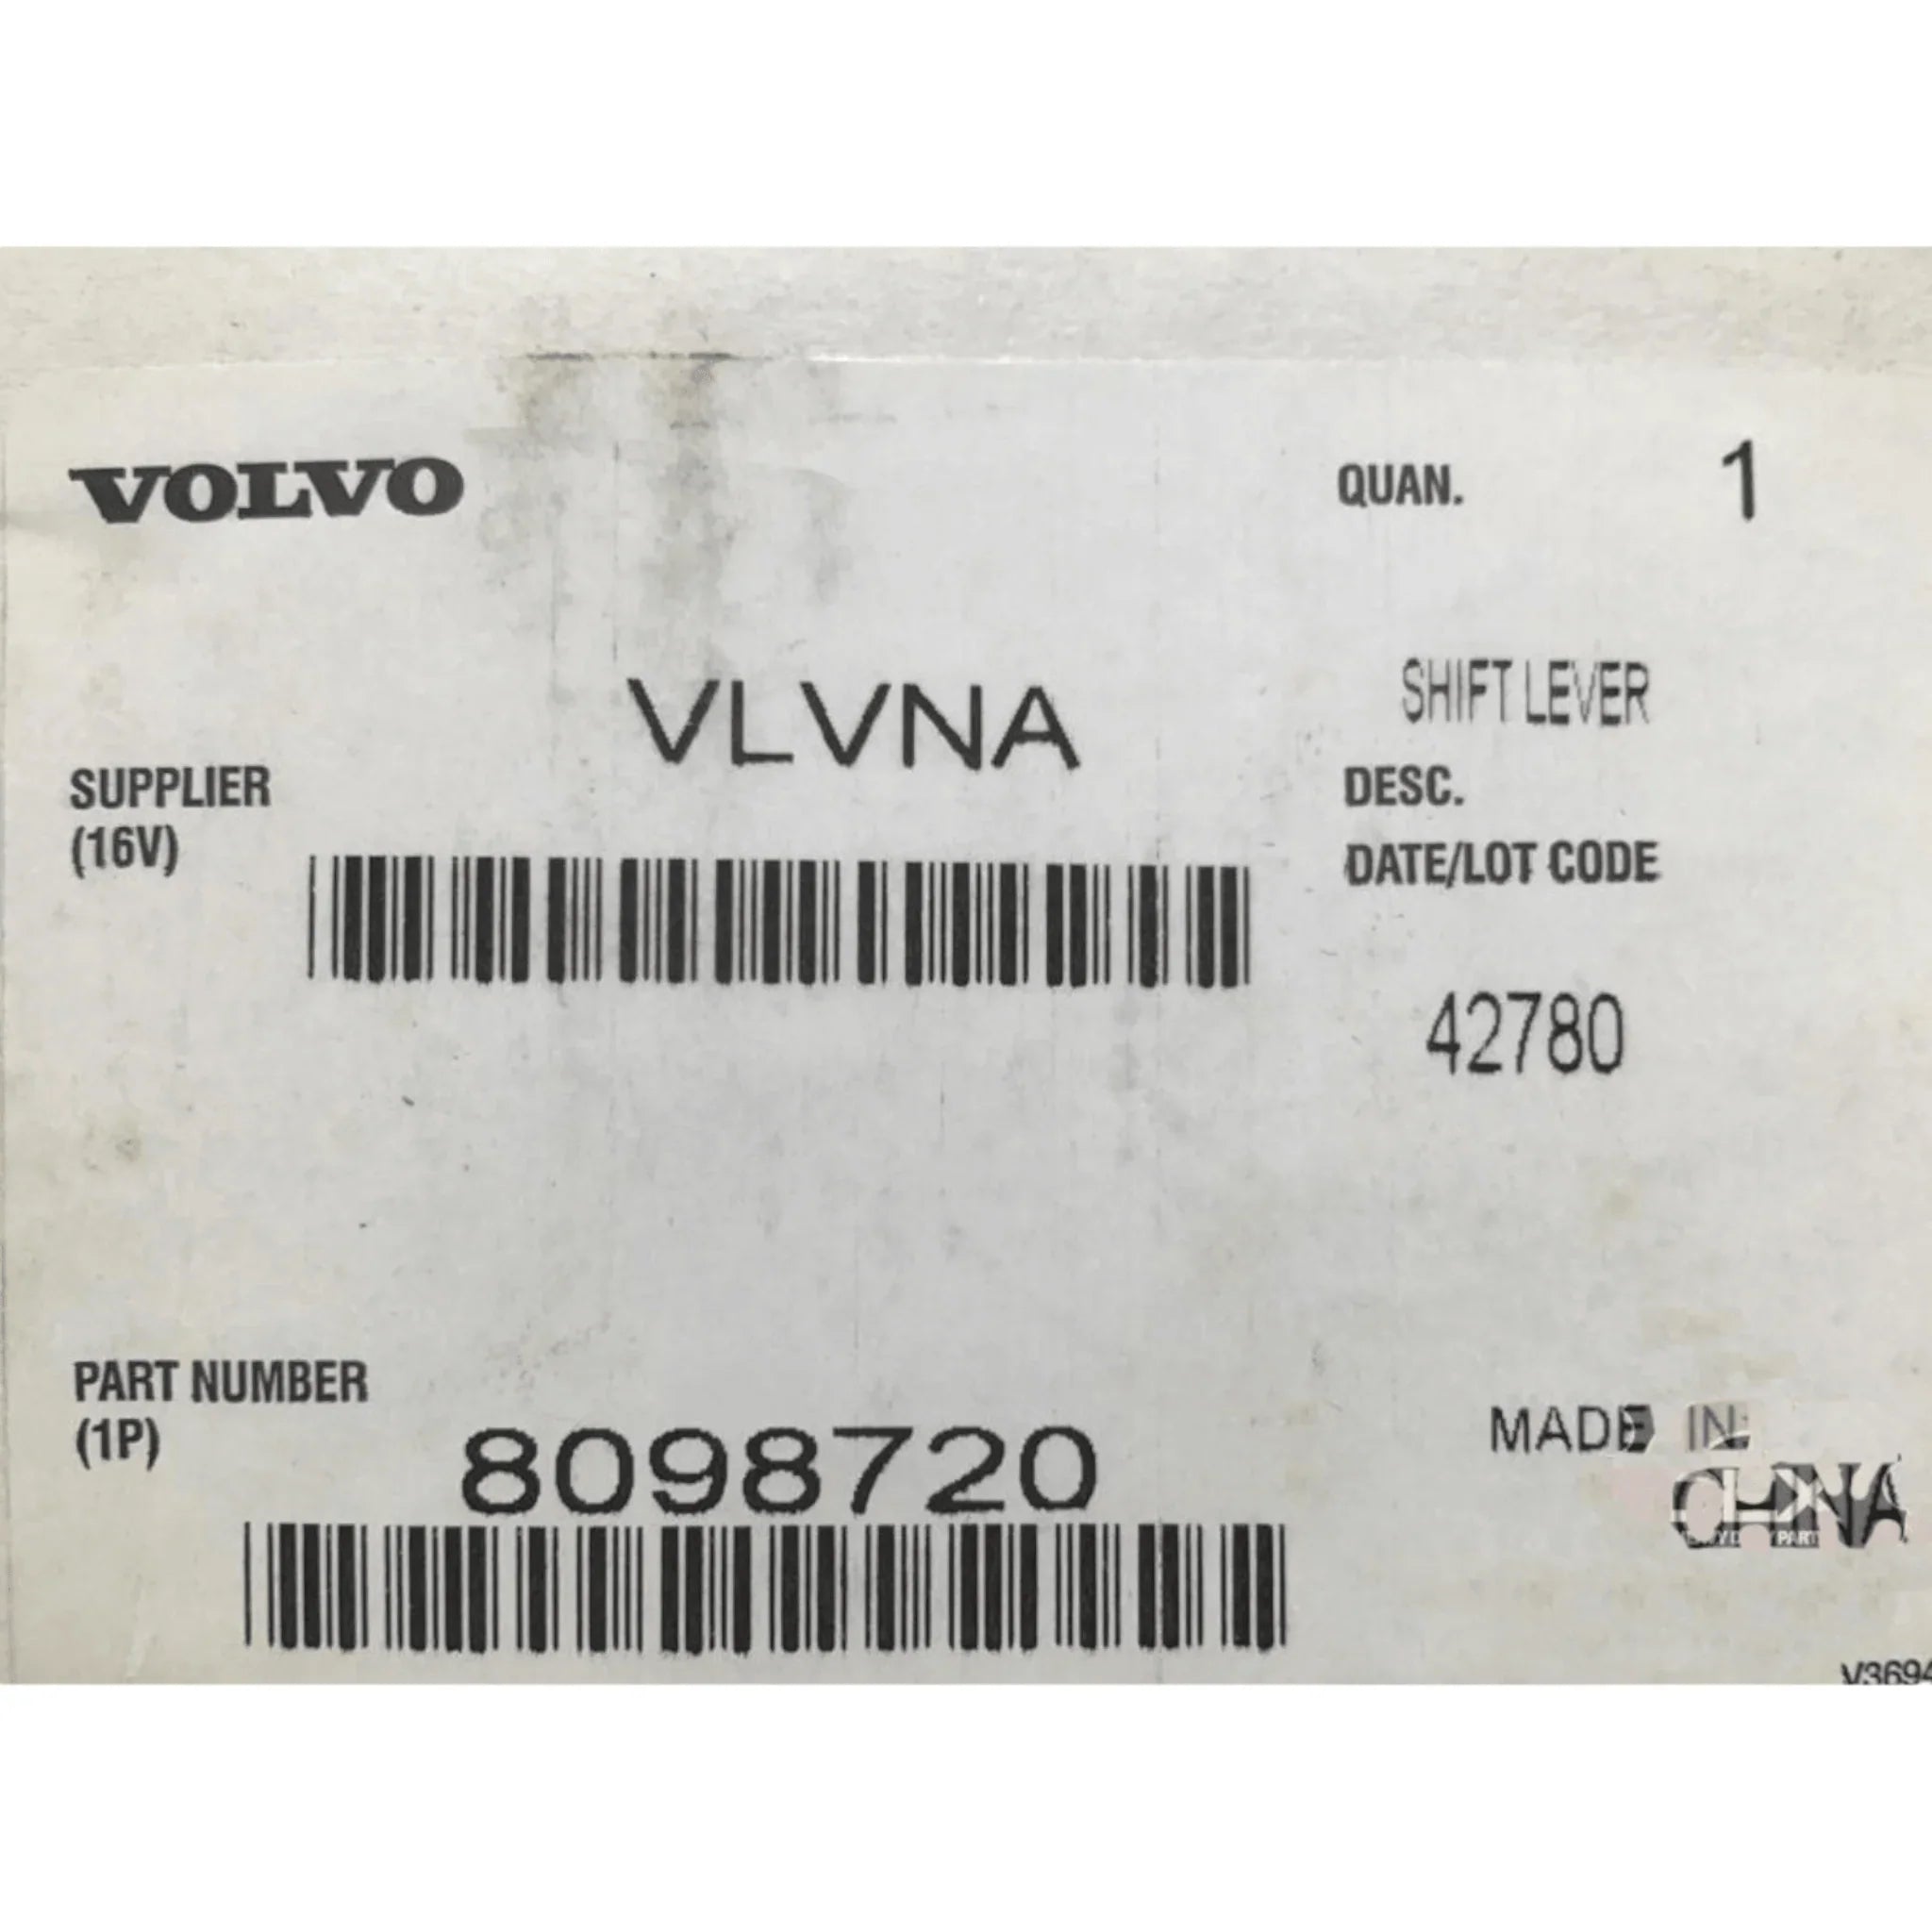 VOLVO
QUAN. 1
VLVNA
SHIFT LEVER
SUPPLIER
(16V)
DESC.
DATE/LOT CODE
42780
PART NUMBER
(1P)
8098720
MADE IN
CHINA